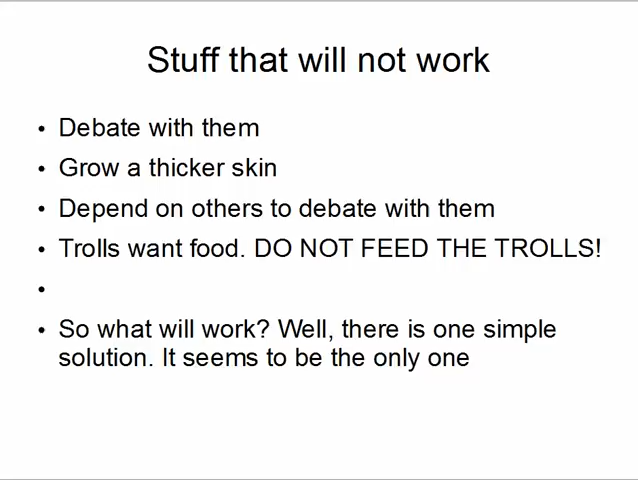 Stuff that will not work
• Debate with them
• Grow a thicker skin
• Depend on others to debate with them
• Trolls want food. DO NOT FEED THE TROLLS!
•
• So what will work? Well, there is one simple
solution. It seems to be the only one